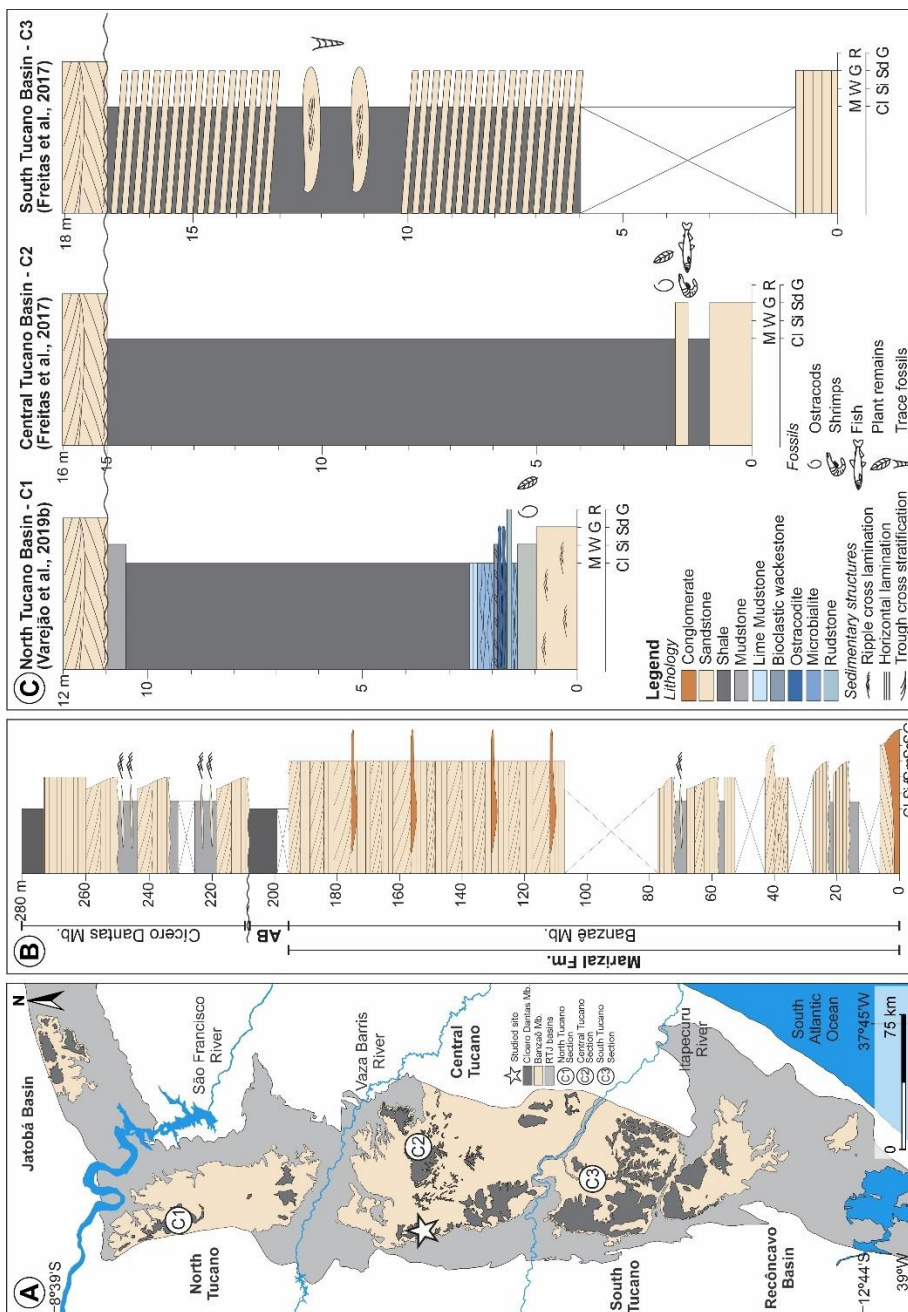 A
N
8º39'S
Jatobá Basin
São Francisco
River
C1
North
Tucano
Vaza Barris
River
C2
Central
Tucano
Studied site
Cícero Dantas Mb.
Banzaê Mb.
RTJ basins
C1 North Tucano
Section
C2 Central Tucano
Section
C3 South Tucano
Section
C3
Itapecuru
River
South
Tucano
Recôncavo
Basin
South
Atlantic
Ocean
12º44'S
39ºW
37º45'W
0
75 km
B
280 m
260
240
220
200
180
160
140
120
100
80
60
40
20
0
Cícero Dantas Mb.
AB
Banzaê Mb.
Marizal Fm.
C
North Tucano Basin - C1
(Varejão et al., 2019b)
12 m
10
5
0
M W G R
Cl Si Sd G
Central Tucano Basin - C2
(Freitas et al., 2017)
16 m
15
10
5
0
M W G R
Cl Si Sd G
South Tucano Basin - C3
(Freitas et al., 2017)
18 m
15
10
5
0
M W G R
Cl Si Sd G
Legend
Lithology
Conglomerate
Sandstone
Shale
Mudstone
Lime Mudstone
Bioclastic wackestone
Ostracodite
Microbialite
Rudstone
Sedimentary structures
Ripple cross lamination
Horizontal lamination
Trough cross stratification
Fossils
Ostracods
Shrimps
Fish
Plant remains
Trace fossils